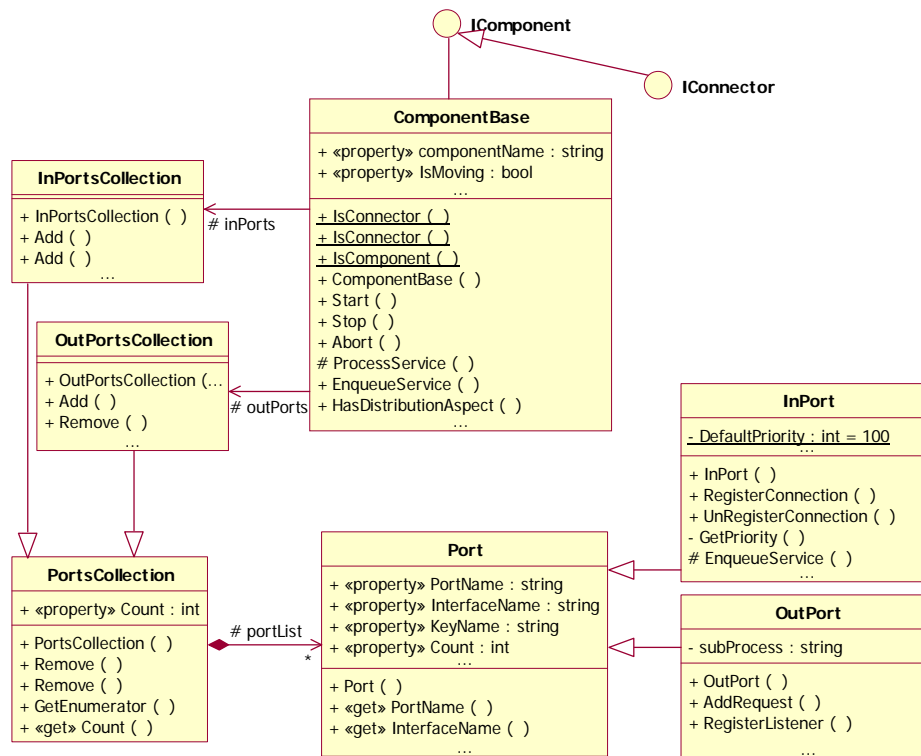 IComponent
IConnector
ComponentBase
+ «property» componentName : string
+ «property» IsMoving : bool
...
+ IsConnector ( )
+ IsConnector ( )
+ IsComponent ( )
+ ComponentBase ( )
+ Start ( )
+ Stop ( )
+ Abort ( )
# ProcessService ( )
+ EnqueueService ( )
+ HasDistributionAspect ( )
...
InPortsCollection
+ InPortsCollection ( )
+ Add ( )
+ Add ( )
...
# inPorts
OutPortsCollection
+ OutPortsCollection (...
+ Add ( )
+ Remove ( )
...
# outPorts
InPort
- DefaultPriority : int = 100
...
+ InPort ( )
+ RegisterConnection ( )
+ UnRegisterConnection ( )
- GetPriority ( )
# EnqueueService ( )
...
PortsCollection
+ «property» Count : int
+ PortsCollection ( )
+ Remove ( )
+ Remove ( )
+ GetEnumerator ( )
+ «get» Count ( )
# portList
*
Port
+ «property» PortName : string
+ «property» InterfaceName : string
+ «property» KeyName : string
+ «property» Count : int
...
+ Port ( )
+ «get» PortName ( )
+ «get» InterfaceName ( )
...
OutPort
- subProcess : string
+ OutPort ( )
+ AddRequest ( )
+ RegisterListener ( )
...